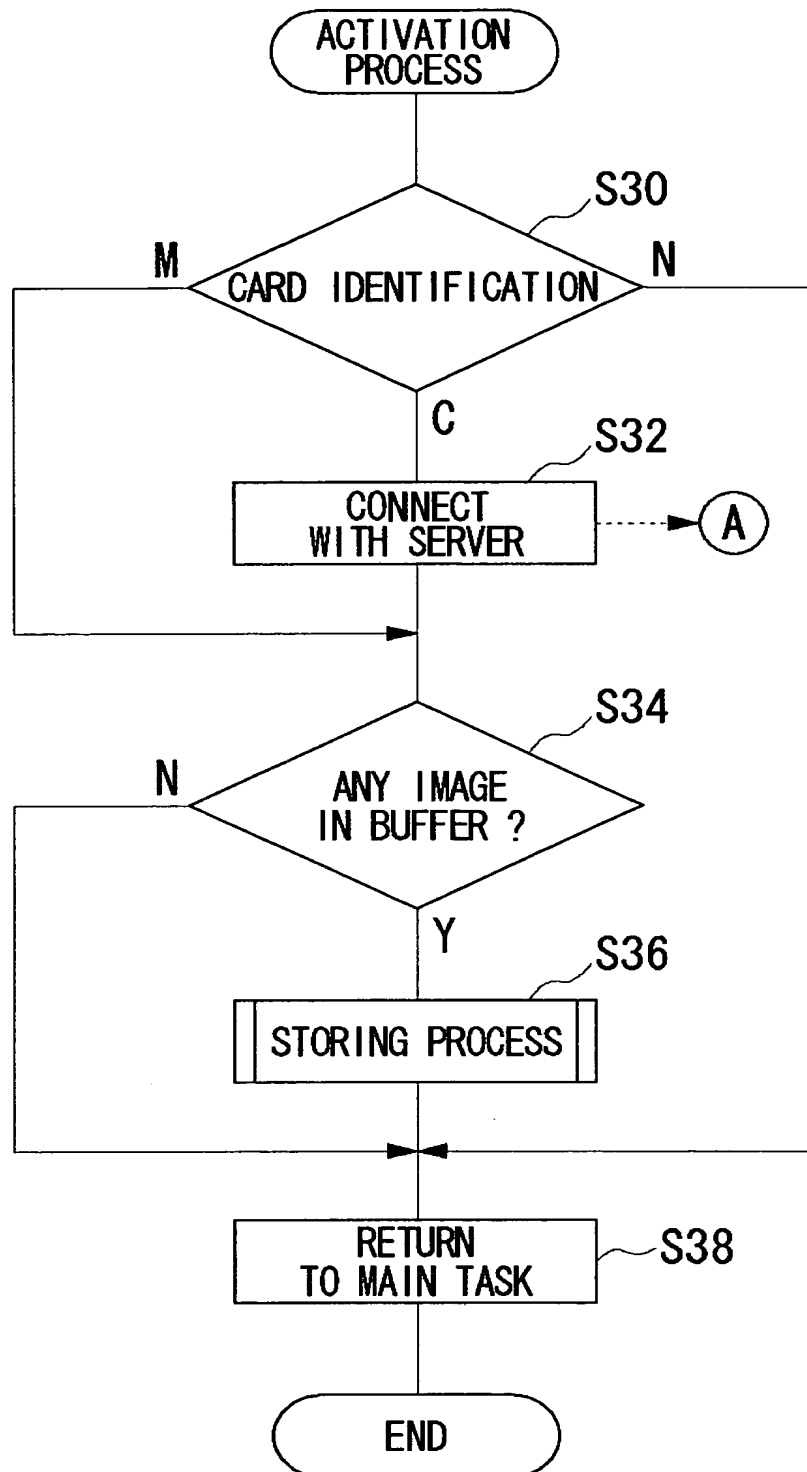 ACTIVATION
PROCESS
S30
M
CARD IDENTIFICATION
N
C
S32
CONNECT
WITH SERVER
A
S34
N
ANY IMAGE
IN BUFFER ?
Y
S36
STORING PROCESS
RETURN
TO MAIN TASK
S38
END